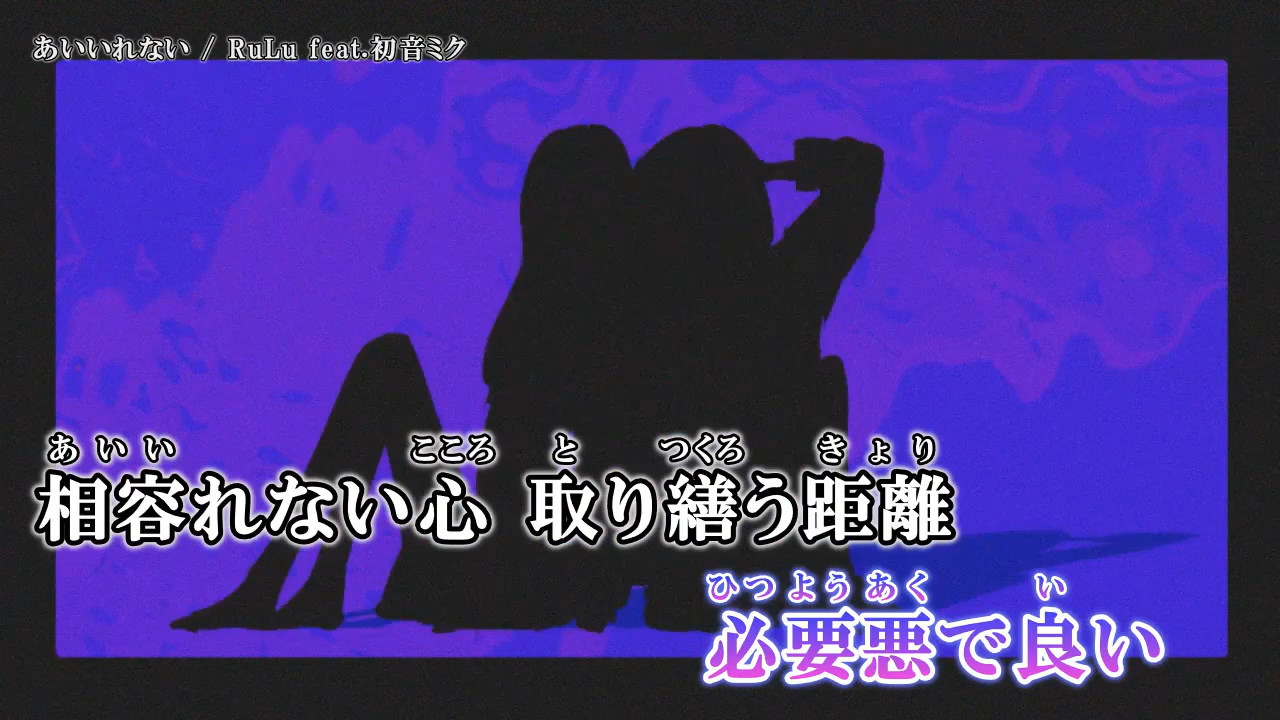 あいいれない / RuLu feat.初音ミク
あいい こころ と つくろ きょり
相容れない心 取り繕う距離
ひつようあく い
必要悪で良い